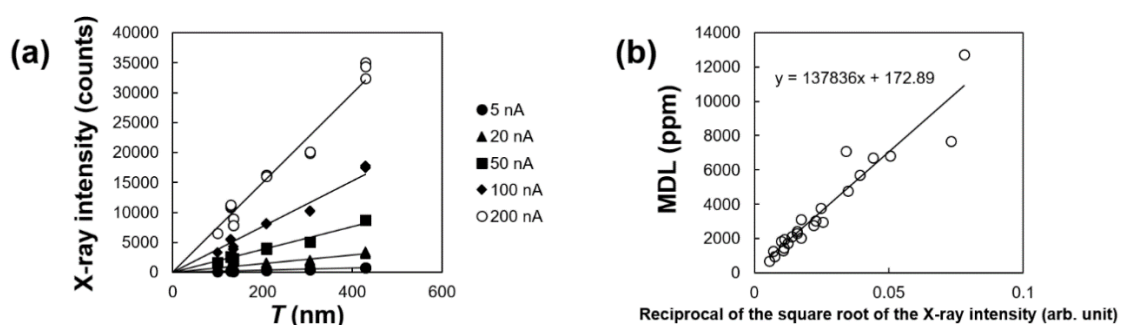 (a)
X-ray intensity (counts)
40000
35000
30000
25000
20000
15000
10000
5000
0
0 200 400 600
T (nm)
5 nA
20 nA
50 nA
100 nA
200 nA
(b)
MDL (ppm)
14000
12000
10000
8000
6000
4000
2000
0
y = 137836x + 172.89
0 0.05 0.1
Reciprocal of the square root of the X-ray intensity (arb. unit)